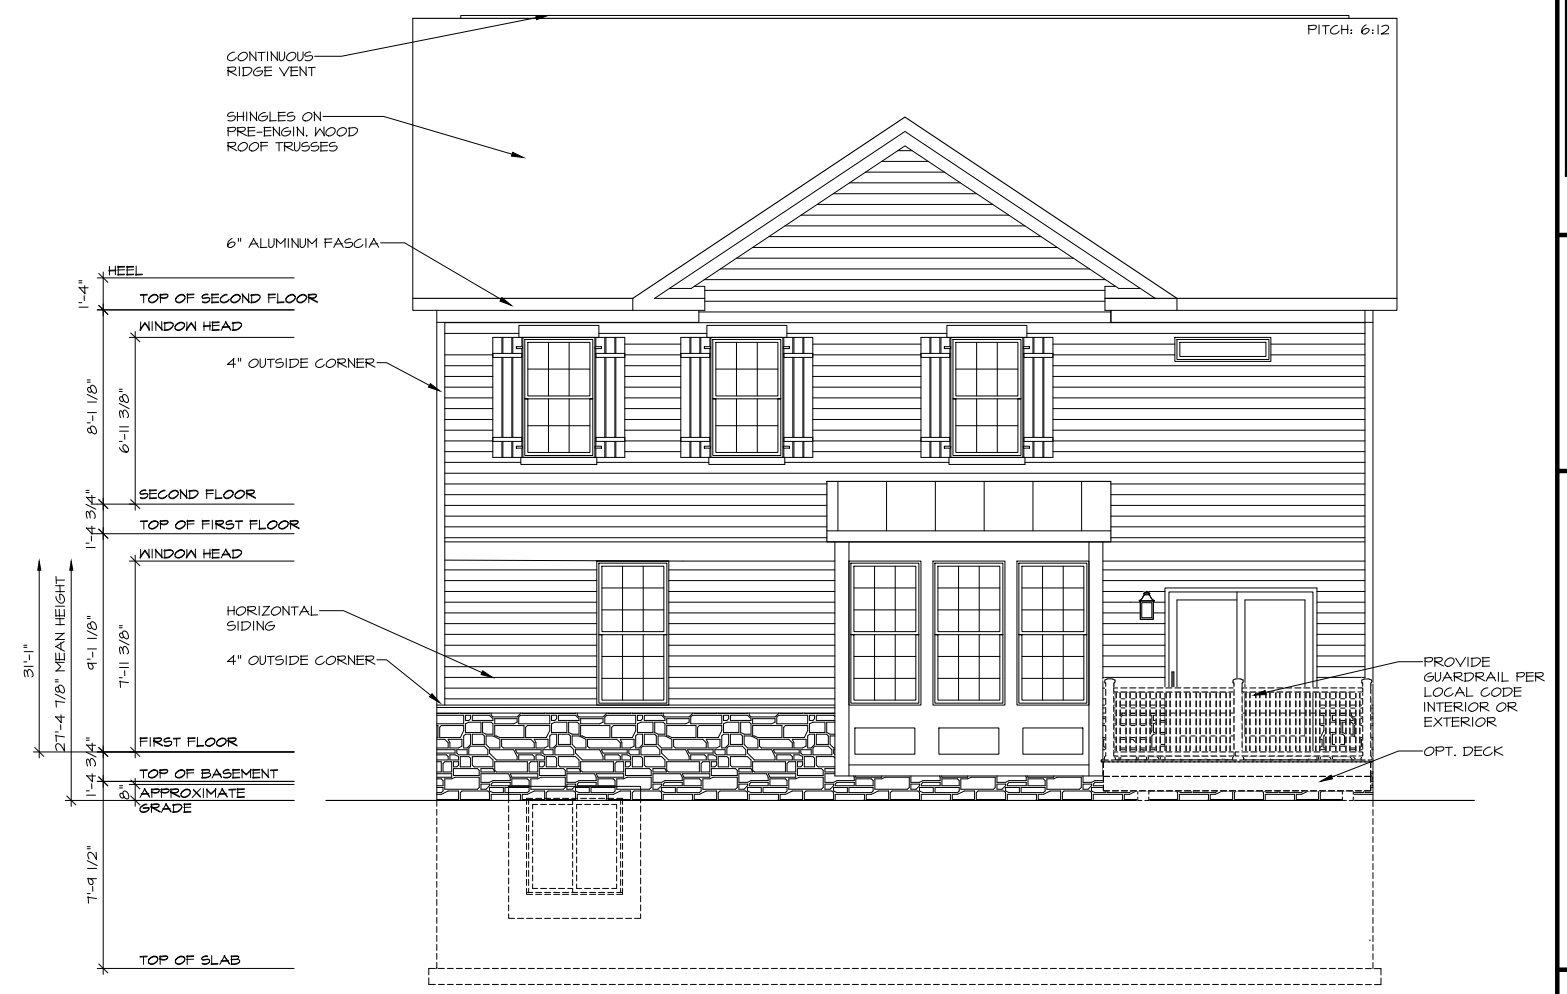 PITCH: 6:12
CONTINUOUS
RIDGE VENT
SHINGLES ON
PRE-ENGIN. WOOD
ROOF TRUSSES
6" ALUMINUM FASCIA
HEEL
1'-4"
TOP OF SECOND FLOOR
WINDOW HEAD
4" OUTSIDE CORNER
8'-1 1/8"
6'-11 3/8"
SECOND FLOOR
1'-4 3/4"
TOP OF FIRST FLOOR
WINDOW HEAD
HORIZONTAL
SIDING
4" OUTSIDE CORNER
31'-1"
27'-4 7/8" MEAN HEIGHT
9'-1 1/8"
7'-11 3/8"
PROVIDE
GUARDRAIL PER
LOCAL CODE
INTERIOR OR
EXTERIOR
OPT. DECK
FIRST FLOOR
1'-4 3/4"
TOP OF BASEMENT
8"
APPROXIMATE
GRADE
7'-9 1/2"
TOP OF SLAB